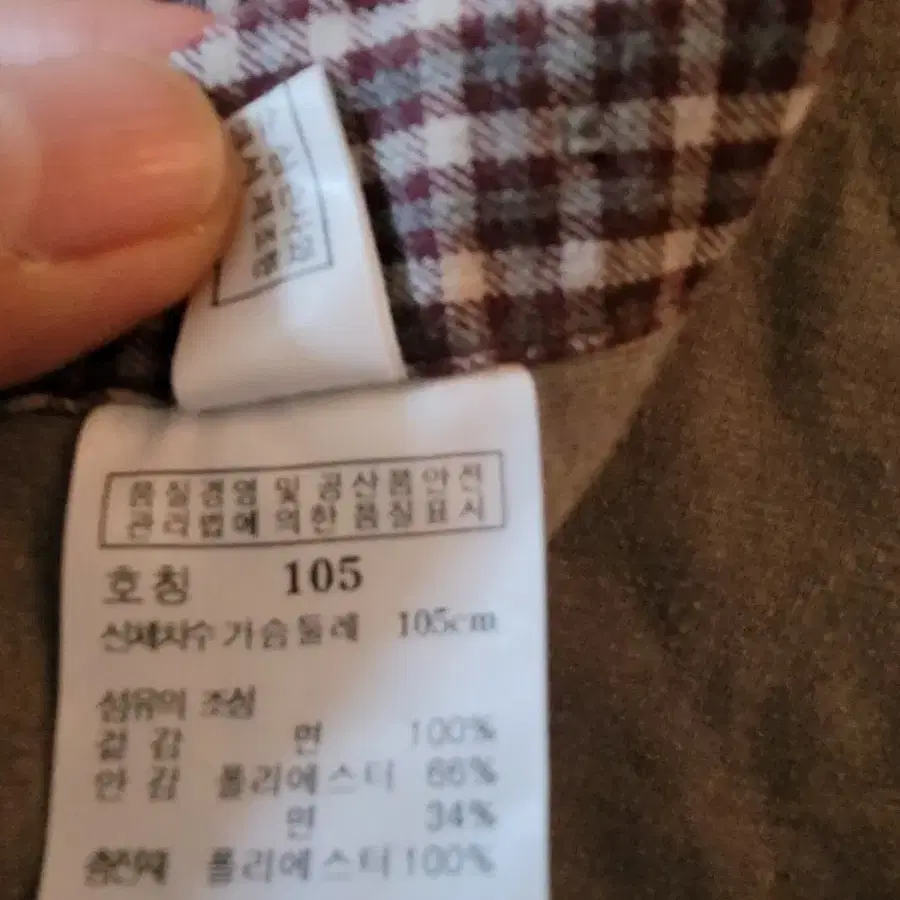 품질경영 및 공산품안전
관리법에 의한 품질표시
호칭 105
신체치수 가슴둘레 105cm
섬유의 조성
겉감 면 100%
안감 폴리에스터 66%
면 34%
충전재 폴리에스터 100%